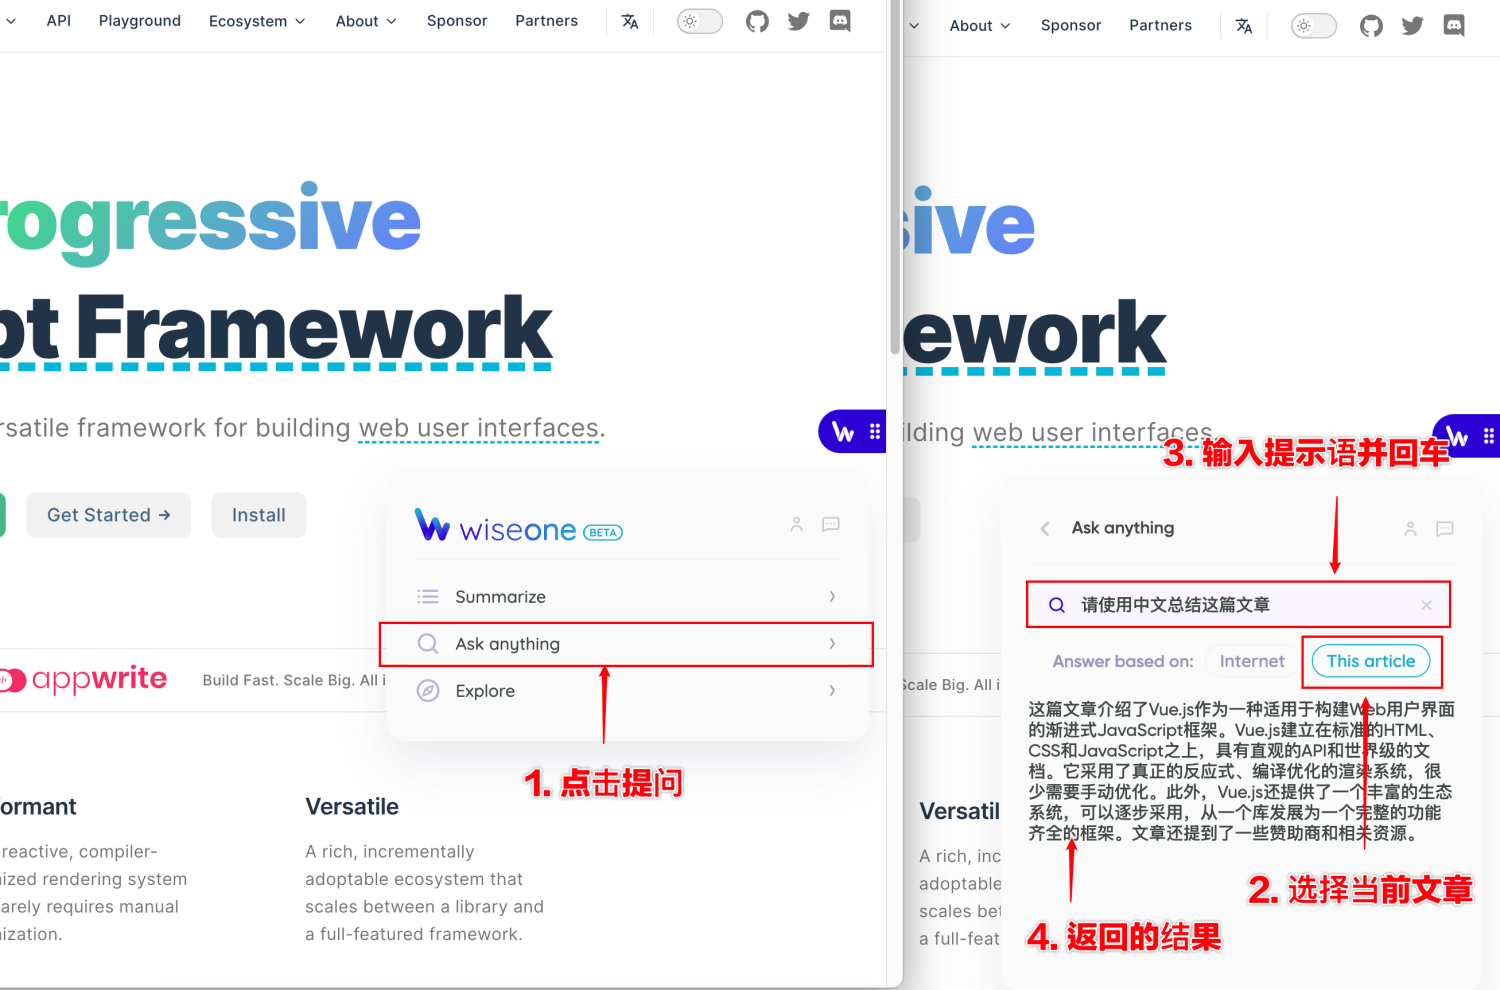 API Playground Ecosystem About Sponsor Partners
rogressive
pt Framework
rsatile framework for building web user interfaces.
Get Started → Install
wiseone BETA
Summarize
Ask anything
Explore
1. 点击提问
appwrite
Build Fast. Scale Big. All i
ormant
reactive, compiler-
ized rendering system
arely requires manual
ization.
Versatile
A rich, incrementally
adoptable ecosystem that
scales between a library and
a full-featured framework.
About Sponsor Partners
sive
ework
ilding web user interfaces.
3. 输入提示语并回车
Ask anything
请使用中文总结这篇文章
Answer based on: Internet This article
这篇文章介绍了Vue.js作为一种适用于构建Web用户界面
的渐进式JavaScript框架。Vue.js建立在标准的HTML、
CSS和JavaScript之上，具有直观的API和世界级的文
档。它采用了真正的反应式、编译优化的渲染系统，很
少需要手动优化。此外，Vue.js还提供了一个丰富的生态
系统，可以逐步采用，从一个库发展为一个完整的功能
齐全的框架。文章还提到了一些赞助商和相关资源。
2. 选择当前文章
4. 返回的结果
Scale Big. All i
Versatil
A rich, inc
adoptable
scales bet
a full-feat